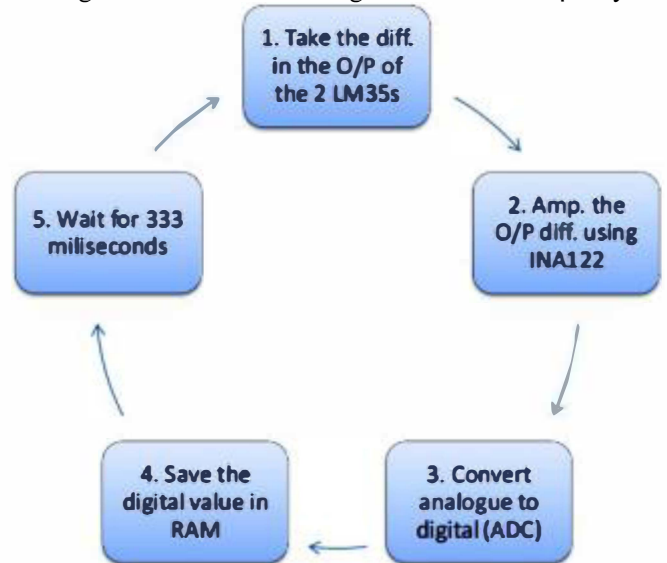 1. Take the diff.
in the O/P of
the 2 LM35s
2. Amp. the
O/P diff. using
INA122
3. Convert
analogue to
digital (ADC)
4. Save the
digital value in
RAM
5. Wait for 333
miliseconds